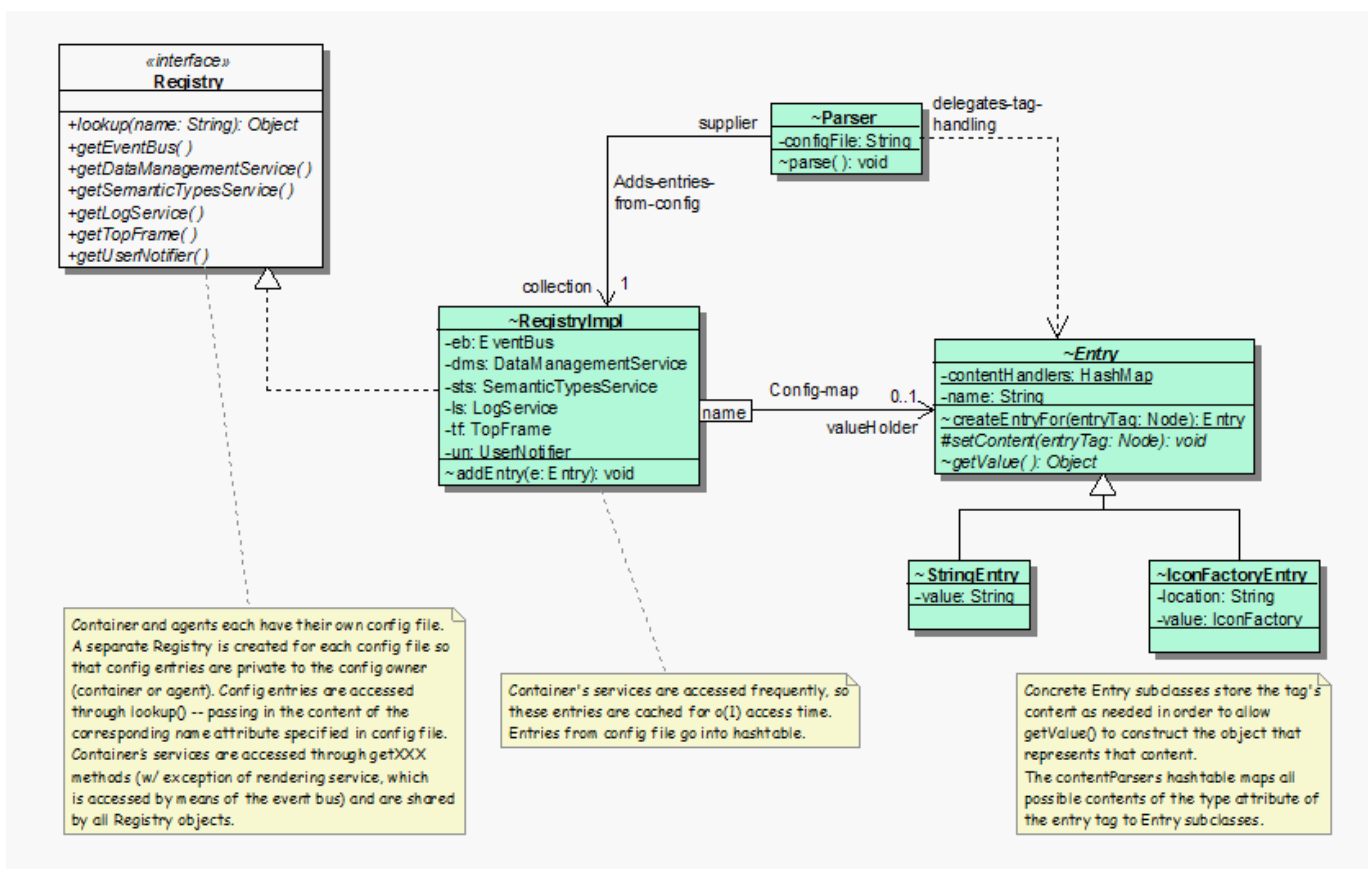 «interface»
Registry
+lookup(name: String): Object
+getEventBus( )
+getDataManagementService( )
+getSemanticTypesService( )
+getLogService( )
+getTopFrame( )
+getUserNotifier( )
~Parser
-configFile: String
~parse( ): void
supplier
delegates-tag-
handling
Adds-entries-
from-config
collection
1
~RegistryImpl
-eb: EventBus
-dms: DataManagementService
-sts: SemanticTypesService
-ls: LogService
-tf: TopFrame
-un: UserNotifier
~addEntry(e: Entry): void
name
Config-map
0..1
valueHolder
~Entry
-contentHandlers: HashMap
-name: String
~createEntryFor(entryTag: Node): Entry
#setContent(entryTag: Node): void
~getValue( ): Object
~StringEntry
-value: String
~IconFactoryEntry
-location: String
-value: IconFactory
Container and agents each have their own config file.
A separate Registry is created for each config file so
that config entries are private to the config owner
(container or agent). Config entries are accessed
through lookup() -- passing in the content of the
corresponding name attribute specified in config file.
Container's services are accessed through getXXX
methods (w/ exception of rendering service, which
is accessed by means of the event bus) and are shared
by all Registry objects.
Container's services are accessed frequently, so
these entries are cached for o(1) access time.
Entries from config file go into hashtable.
Concrete Entry subclasses store the tag's
content as needed in order to allow
getValue() to construct the object that
represents that content.
The contentParsers hashtable maps all
possible contents of the type attribute of
the entry tag to Entry subclasses.